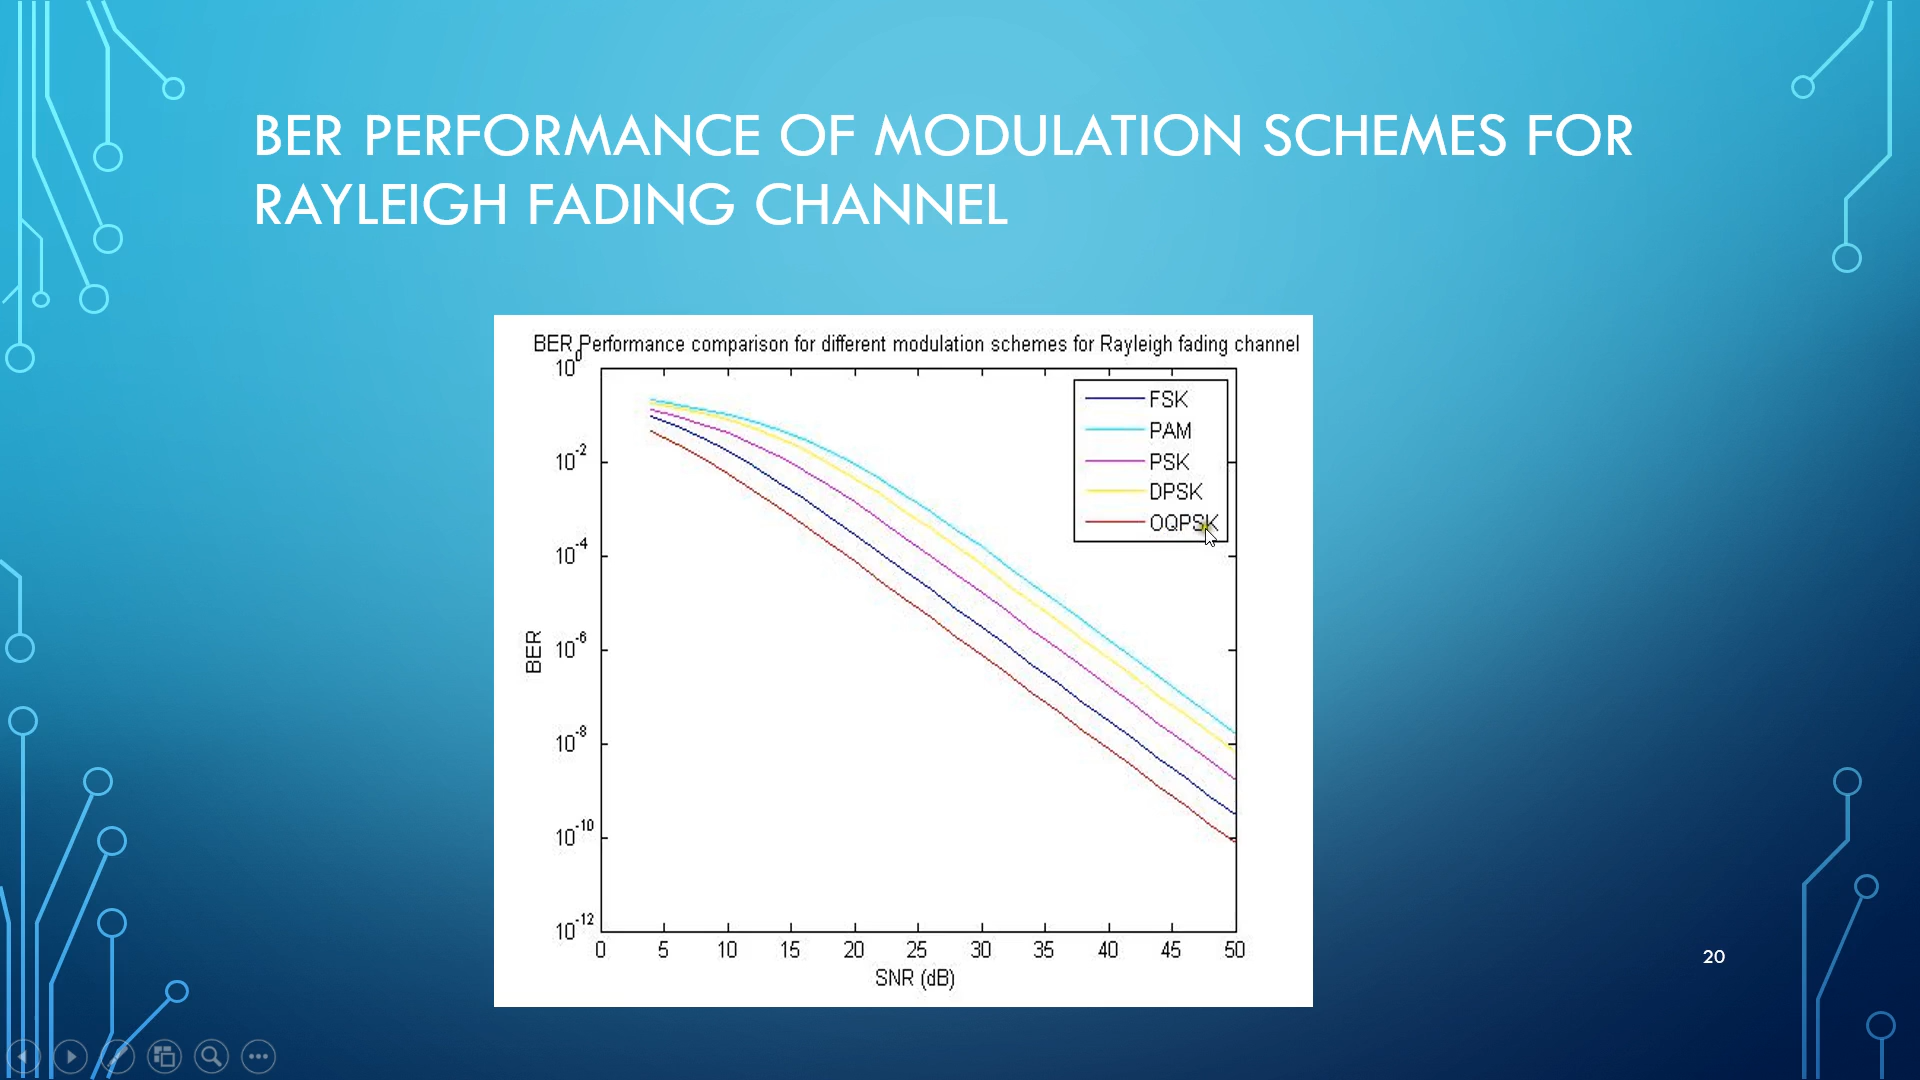 BER PERFORMANCE OF MODULATION SCHEMES FOR
RAYLEIGH FADING CHANNEL
BER Performance comparison for different modulation schemes for Rayleigh fading channel
10^0
10^-2
10^-4
10^-6
10^-8
10^-10
10^-12
BER
FSK
PAM
PSK
DPSK
OQPSK
0 5 10 15 20 25 30 35 40 45 50
SNR (dB)
20